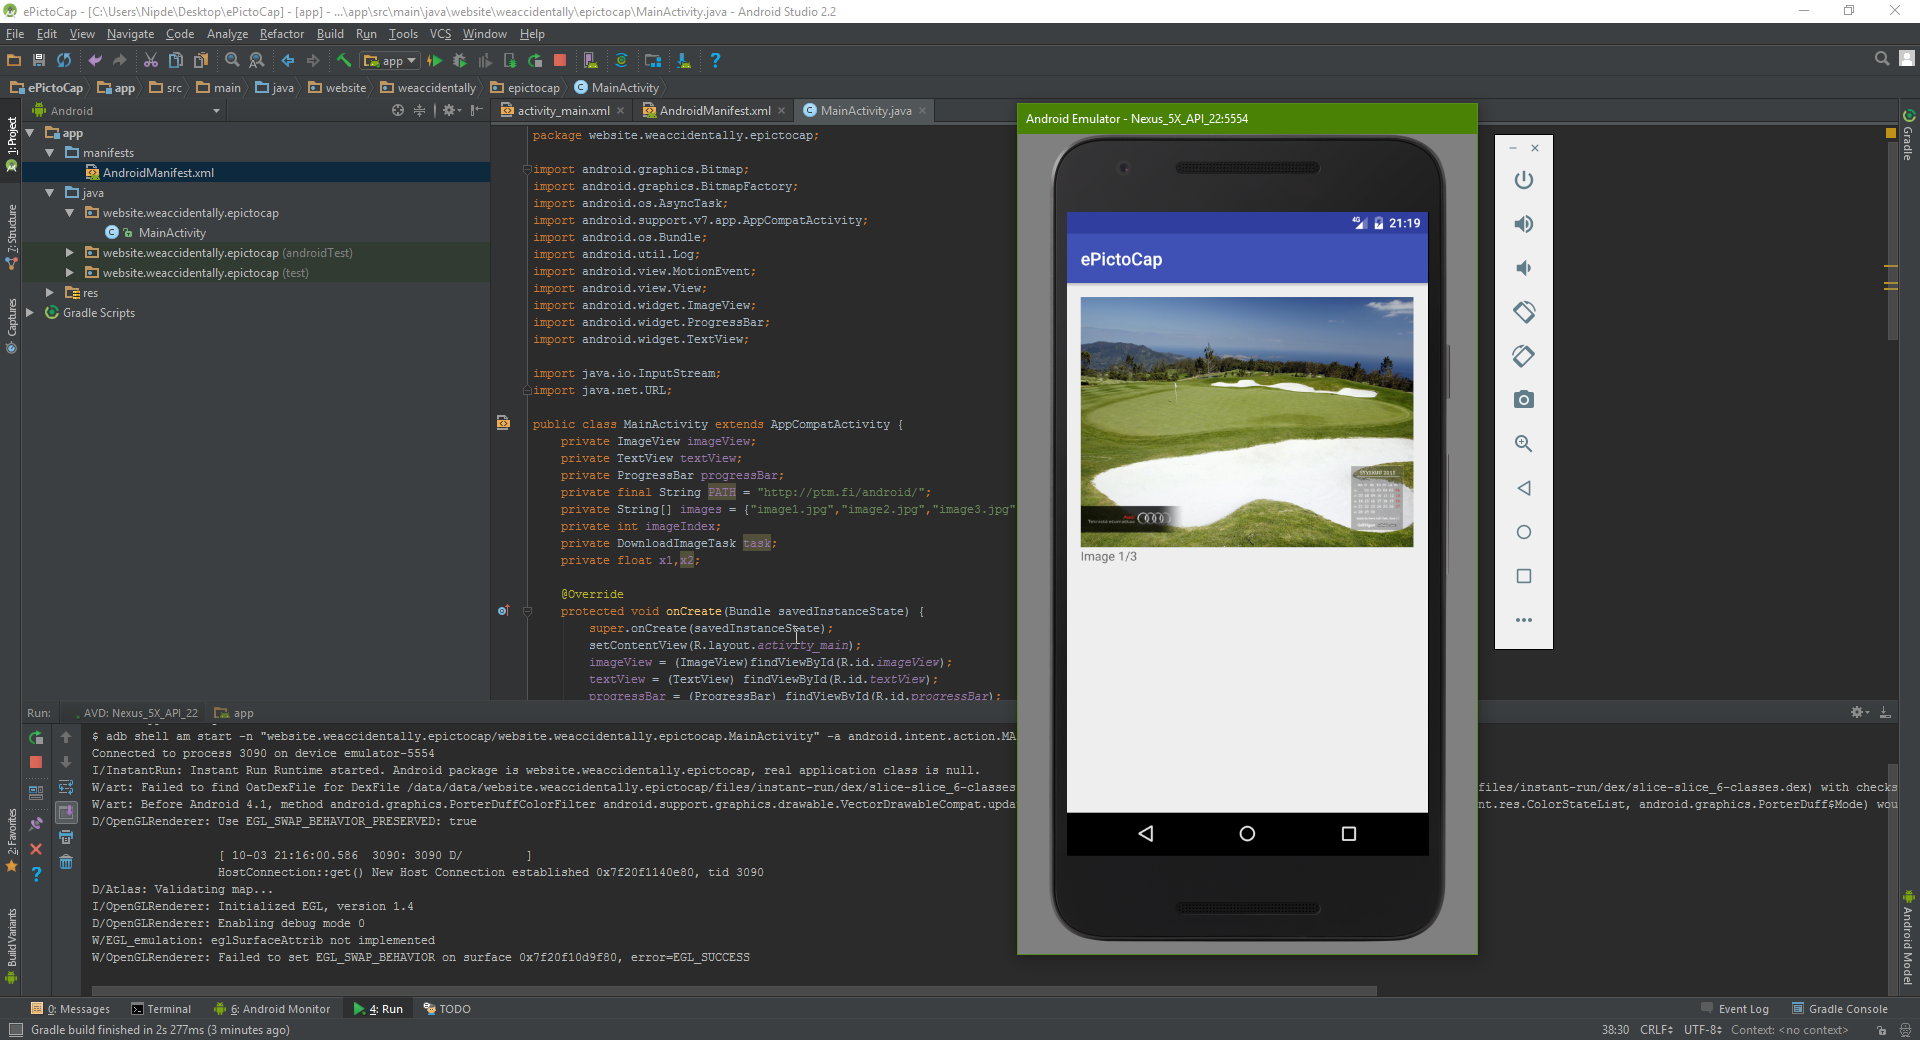 ePictoCap - [C:\Users\Nipde\Desktop\ePictoCap] - [app] - ...\app\src\main\java\website\weaccidentally\epictocap\MainActivity.java - Android Studio 2.2
File Edit View Navigate Code Analyze Refactor Build Run Tools VCS Window Help
app
ePictoCap app src main java website weaccidentally epictocap MainActivity
Android
activity_main.xml AndroidManifest.xml MainActivity.java
1: Project
7: Structure
Captures
2: Favorites
Build Variants
app
manifests
AndroidManifest.xml
java
website.weaccidentally.epictocap
MainActivity
website.weaccidentally.epictocap (androidTest)
website.weaccidentally.epictocap (test)
res
Gradle Scripts
package website.weaccidentally.epictocap;
import android.graphics.Bitmap;
import android.graphics.BitmapFactory;
import android.os.AsyncTask;
import android.support.v7.app.AppCompatActivity;
import android.os.Bundle;
import android.util.Log;
import android.view.MotionEvent;
import android.view.View;
import android.widget.ImageView;
import android.widget.ProgressBar;
import android.widget.TextView;
import java.io.InputStream;
import java.net.URL;
public class MainActivity extends AppCompatActivity {
private ImageView imageView;
private TextView textView;
private ProgressBar progressBar;
private final String PATH = "http://ptm.fi/android/";
private String[] images = {"image1.jpg","image2.jpg","image3.jpg"
private int imageIndex;
private DownloadImageTask task;
private float x1,x2;
@Override
protected void onCreate(Bundle savedInstanceState) {
super.onCreate(savedInstanceState);
setContentView(R.layout.activity_main);
imageView = (ImageView)findViewById(R.id.imageView);
textView = (TextView) findViewById(R.id.textView);
progressBar = (ProgressBar) findViewById(R.id.progressBar);
Android Emulator - Nexus_5X_API_22:5554
4G 21:19
ePictoCap
Audi
Image 1/3
Gradle
Android Model
Run: AVD: Nexus_5X_API_22 app
$ adb shell am start -n "website.weaccidentally.epictocap/website.weaccidentally.epictocap.MainActivity" -a android.intent.action.MA
Connected to process 3090 on device emulator-5554
I/InstantRun: Instant Run Runtime started. Android package is website.weaccidentally.epictocap, real application class is null.
W/art: Failed to find OatDexFile for DexFile /data/data/website.weaccidentally.epictocap/files/instant-run/dex/slice-slice_6-classes files/instant-run/dex/slice-slice_6-classes.dex) with checks
W/art: Before Android 4.1, method android.graphics.PorterDuffColorFilter android.support.graphics.drawable.VectorDrawableCompat.upda nt.res.ColorStateList, android.graphics.PorterDuff$Mode) wou
D/OpenGLRenderer: Use EGL_SWAP_BEHAVIOR_PRESERVED: true
[ 10-03 21:16:00.586 3090: 3090 D/ ]
HostConnection::get() New Host Connection established 0x7f20f1140e80, tid 3090
D/Atlas: Validating map...
I/OpenGLRenderer: Initialized EGL, version 1.4
D/OpenGLRenderer: Enabling debug mode 0
W/EGL_emulation: eglSurfaceAttrib not implemented
W/OpenGLRenderer: Failed to set EGL_SWAP_BEHAVIOR on surface 0x7f20f10d9f80, error=EGL_SUCCESS
0: Messages Terminal 6: Android Monitor 4: Run TODO Event Log Gradle Console
Gradle build finished in 2s 277ms (3 minutes ago) 38:30 CRLF UTF-8 Context: <no context>